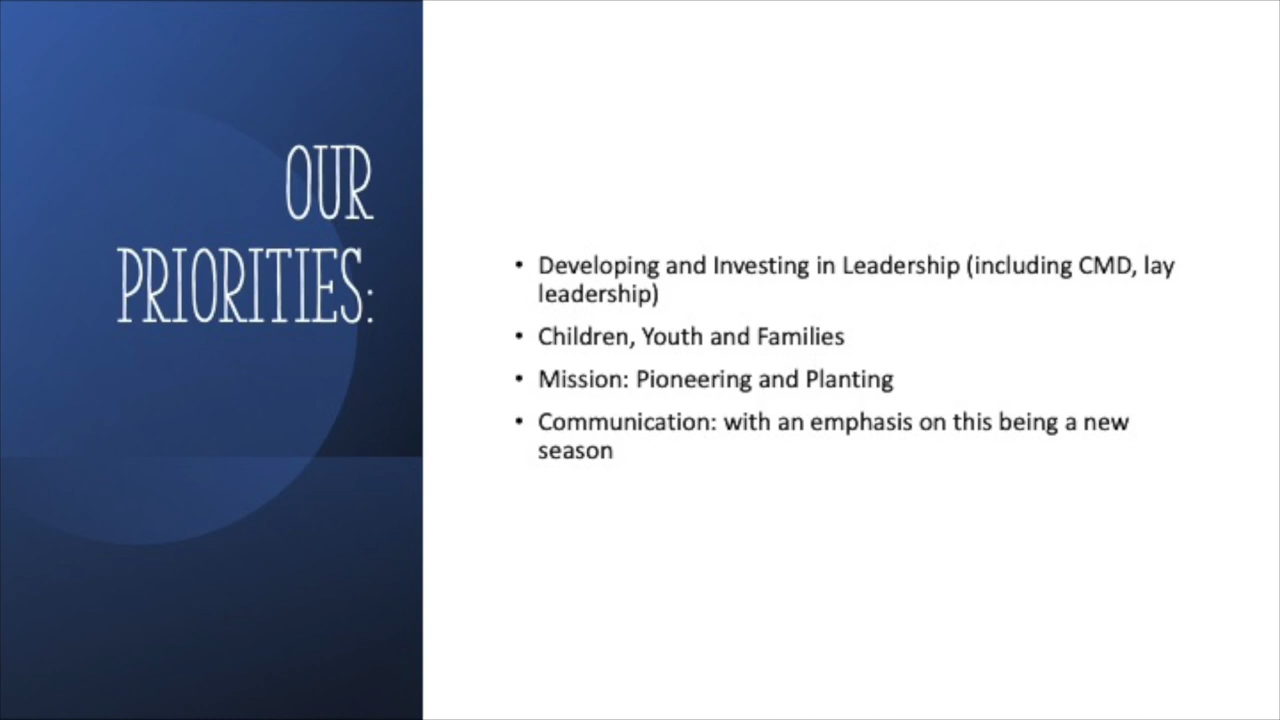 OUR
PRIORITIES:
• Developing and Investing in Leadership (including CMD, lay
leadership)
• Children, Youth and Families
• Mission: Pioneering and Planting
• Communication: with an emphasis on this being a new
season